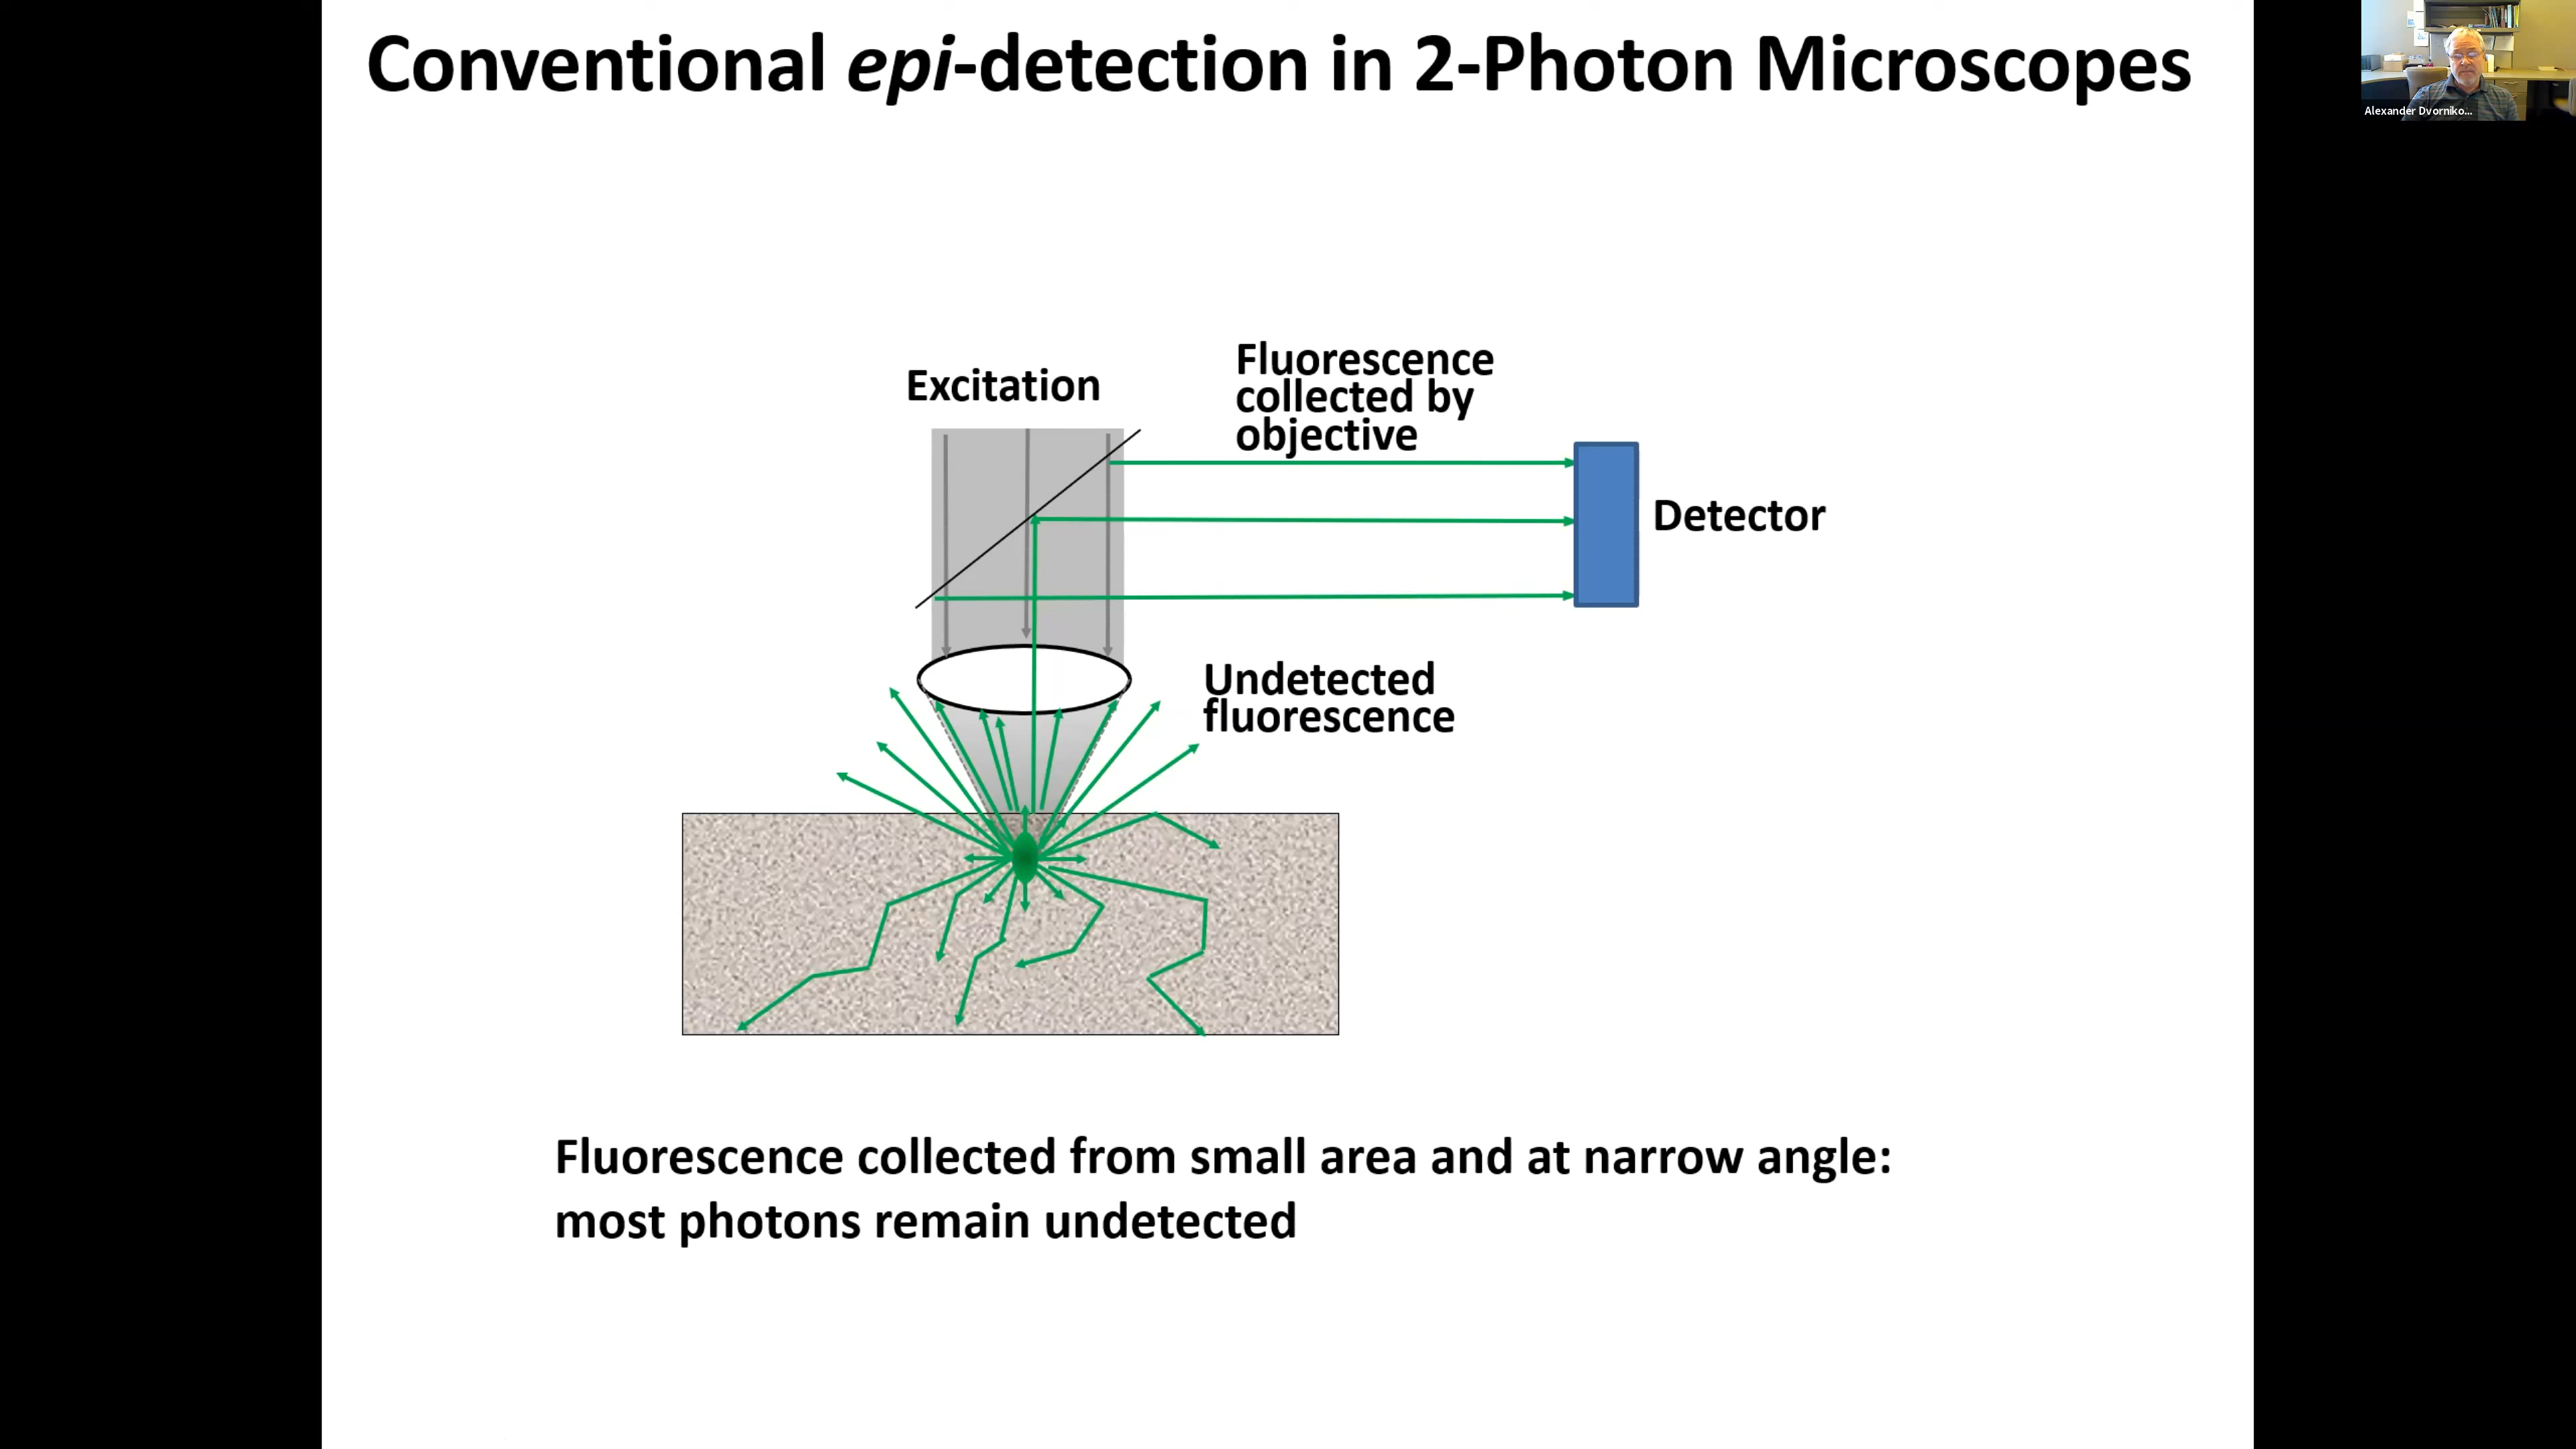 Conventional epi-detection in 2-Photon Microscopes
Alexander Dvorniko...
Excitation
Fluorescence
collected by
objective
Detector
Undetected
fluorescence
Fluorescence collected from small area and at narrow angle:
most photons remain undetected